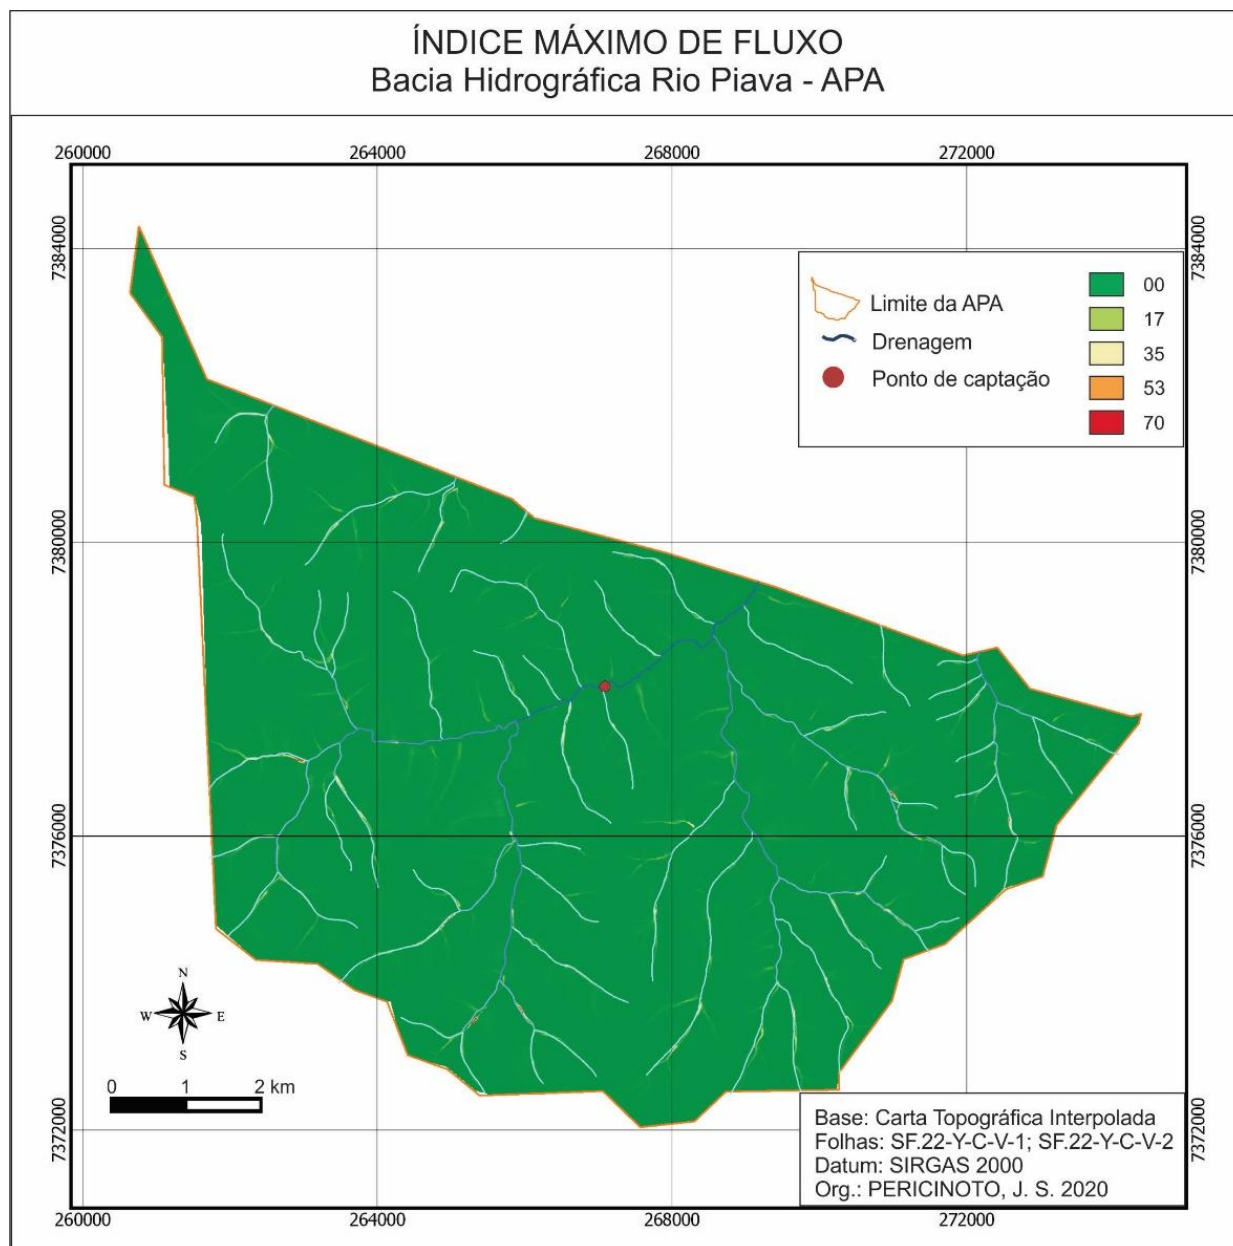 ÍNDICE MÁXIMO DE FLUXO
Bacia Hidrográfica Rio Piava - APA
260000 264000 268000 272000
7384000 7384000
Limite da APA
Drenagem
Ponto de captação
00
17
35
53
70
7380000 7380000
7376000 7376000
N
W E
S
0 1 2 km
7372000 7372000
Base: Carta Topográfica Interpolada
Folhas: SF.22-Y-C-V-1; SF.22-Y-C-V-2
Datum: SIRGAS 2000
Org.: PERICINOTO, J. S. 2020
260000 264000 268000 272000